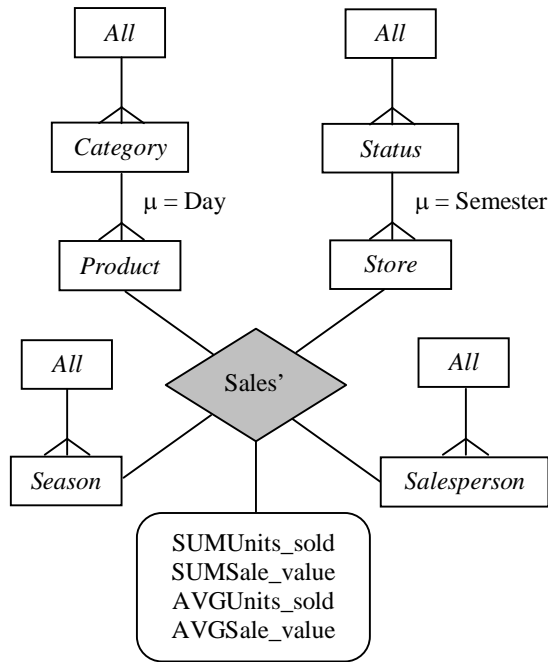 All
All
Category
Status
μ = Day
μ = Semester
Product
Store
All
All
Sales’
Season
Salesperson
SUMUnits_sold
SUMSale_value
AVGUnits_sold
AVGSale_value